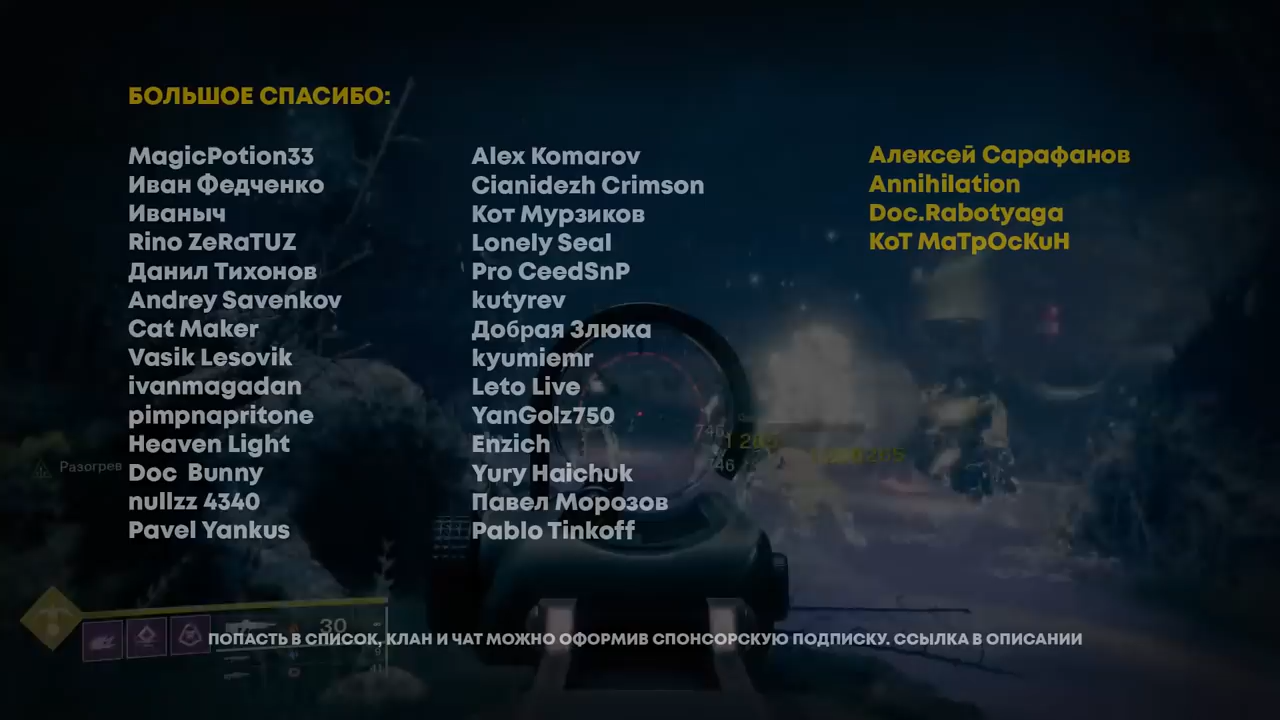 БОЛЬШОЕ СПАСИБО:
MagicPotion33
Иван Федченко
Иваныч
Rino ZeRaTUZ
Данил Тихонов
Andrey Savenkov
Cat Maker
Vasik Lesovik
ivanmagadan
pimpnapritone
Heaven Light
Doc Bunny
nullzz 4340
Pavel Yankus
Alex Komarov
Cianidezh Crimson
Кот Мурзиков
Lonely Seal
Pro CeedSnP
kutyrev
Добрая Злюка
kyumiemr
Leto Live
YanGolz750
Enzich
Yury Haichuk
Павел Морозов
Pablo Tinkoff
Алексей Сарафанов
Annihilation
Doc.Rabotyaga
КоТ МаТрОсКиН
746
746
Разогрев
30
ПОПАСТЬ В СПИСОК, КЛАН И ЧАТ МОЖНО ОФОРМИВ СПОНСОРСКУЮ ПОДПИСКУ. ССЫЛКА В ОПИСАНИИ